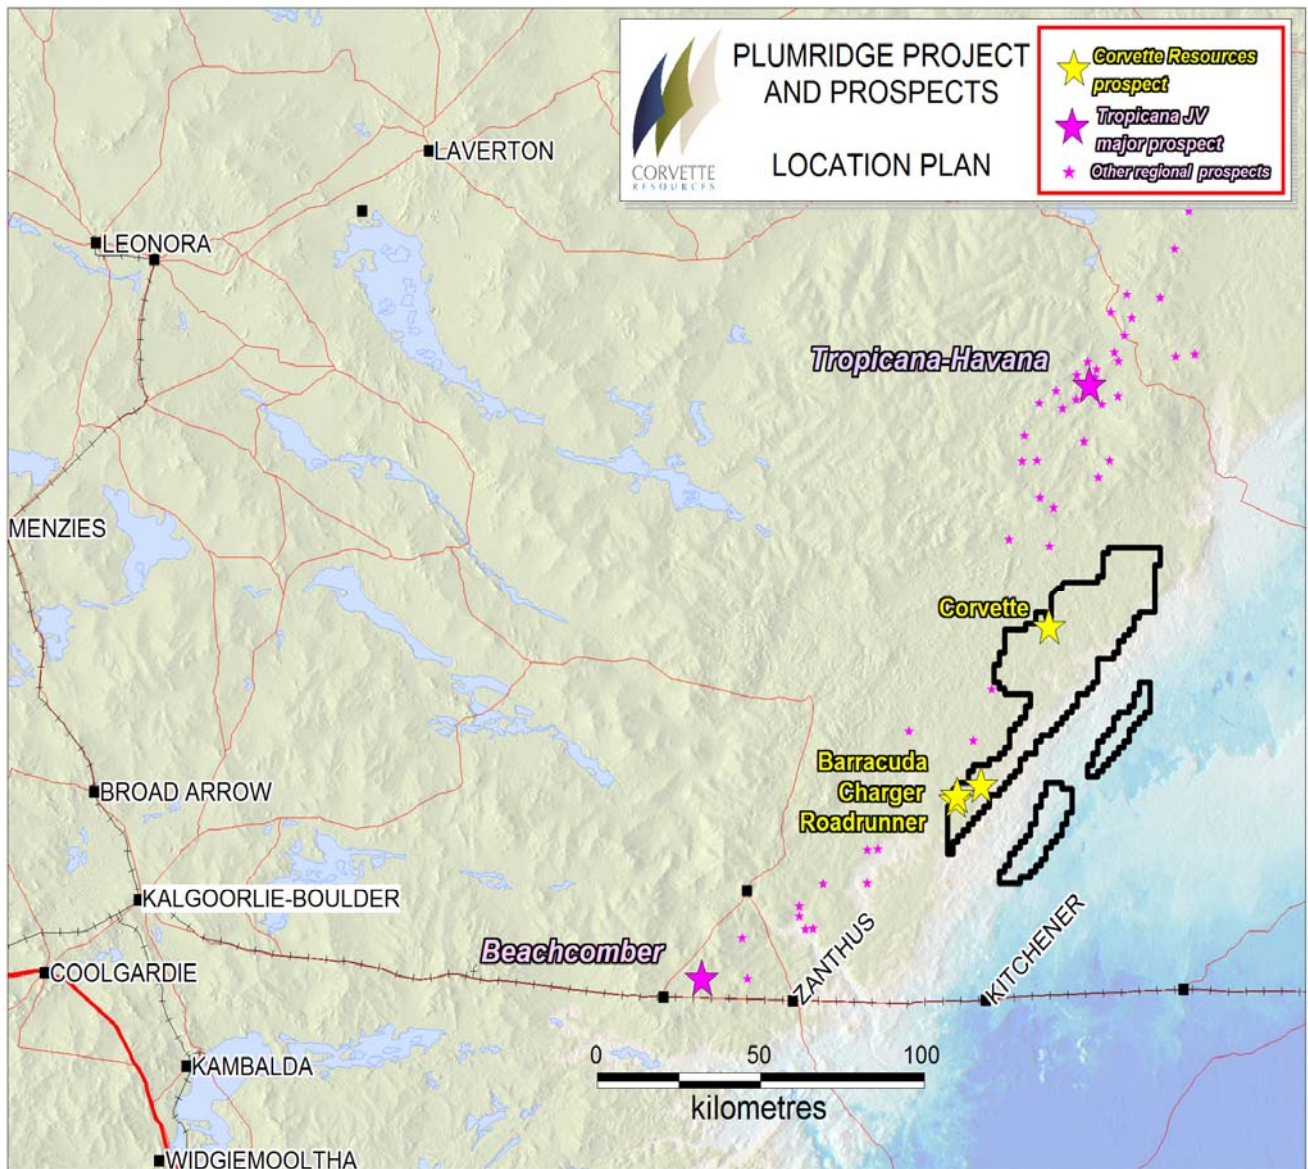 PLUMRIDGE PROJECT
AND PROSPECTS
LOCATION PLAN
CORVETTE
RESOURCES
Corvette Resources
prospect
Tropicana JV
major prospect
Other regional prospects
LAVERTON
LEONORA
Tropicana-Havana
MENZIES
Corvette
Barracuda
Charger
Roadrunner
BROAD ARROW
KALGOORLIE-BOULDER
Beachcomber
ZANTHUS
KITCHENER
COOLGARDIE
KAMBALDA
0 50 100
kilometres
WIDGIEMOOLTHA